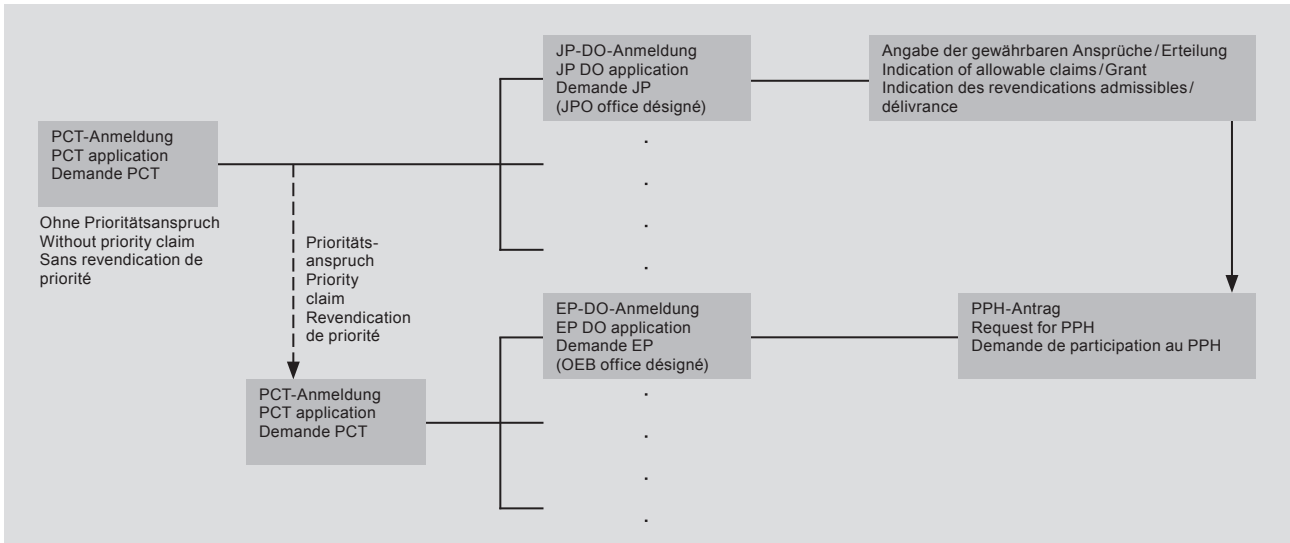 JP-DO-Anmeldung
JP DO application
Demande JP
(JPO office désigné)
Angabe der gewährbaren Ansprüche/Erteilung
Indication of allowable claims/Grant
Indication des revendications admissibles/
délivrance
PCT-Anmeldung
PCT application
Demande PCT
Ohne Prioritätsanspruch
Without priority claim
Sans revendication de
priorité
Prioritäts-
anspruch
Priority
claim
Revendication
de priorité
EP-DO-Anmeldung
EP DO application
Demande EP
(OEB office désigné)
PPH-Antrag
Request for PPH
Demande de participation au PPH
PCT-Anmeldung
PCT application
Demande PCT